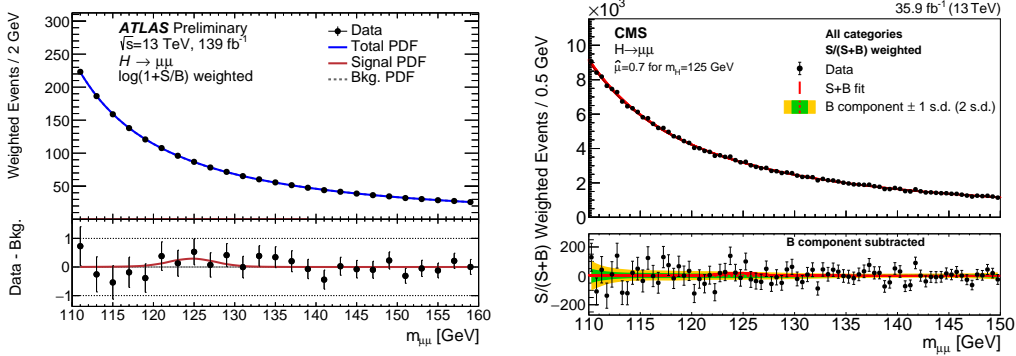 ATLAS Preliminary
√s=13 TeV, 139 fb⁻¹
H → μμ
log(1+S/B) weighted
Data
Total PDF
Signal PDF
Bkg. PDF
Weighted Events / 2 GeV
300
250
200
150
100
50
Data - Bkg.
1
0
−1
110 115 120 125 130 135 140 145 150 155 160
mμμ [GeV]
×10³
35.9 fb⁻¹ (13 TeV)
CMS
H→μμ
μ̂=0.7 for mH=125 GeV
All categories
S/(S+B) weighted
Data
S+B fit
B component ± 1 s.d. (2 s.d.)
S/(S+B) Weighted Events / 0.5 GeV
10
8
6
4
2
0
B component subtracted
200
0
−200
110 115 120 125 130 135 140 145 150
mμμ [GeV]